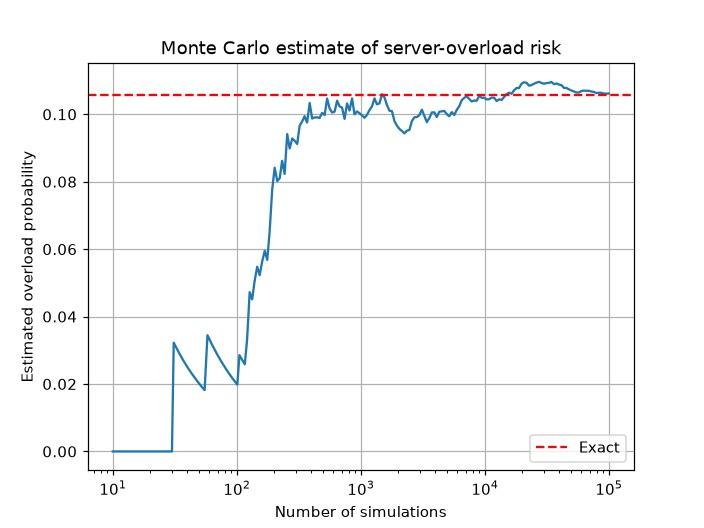 Monte Carlo estimate of server-overload risk
Estimated overload probability
0.10
0.08
0.06
0.04
0.02
0.00
10¹ 10² 10³ 10⁴ 10⁵
Number of simulations
Exact